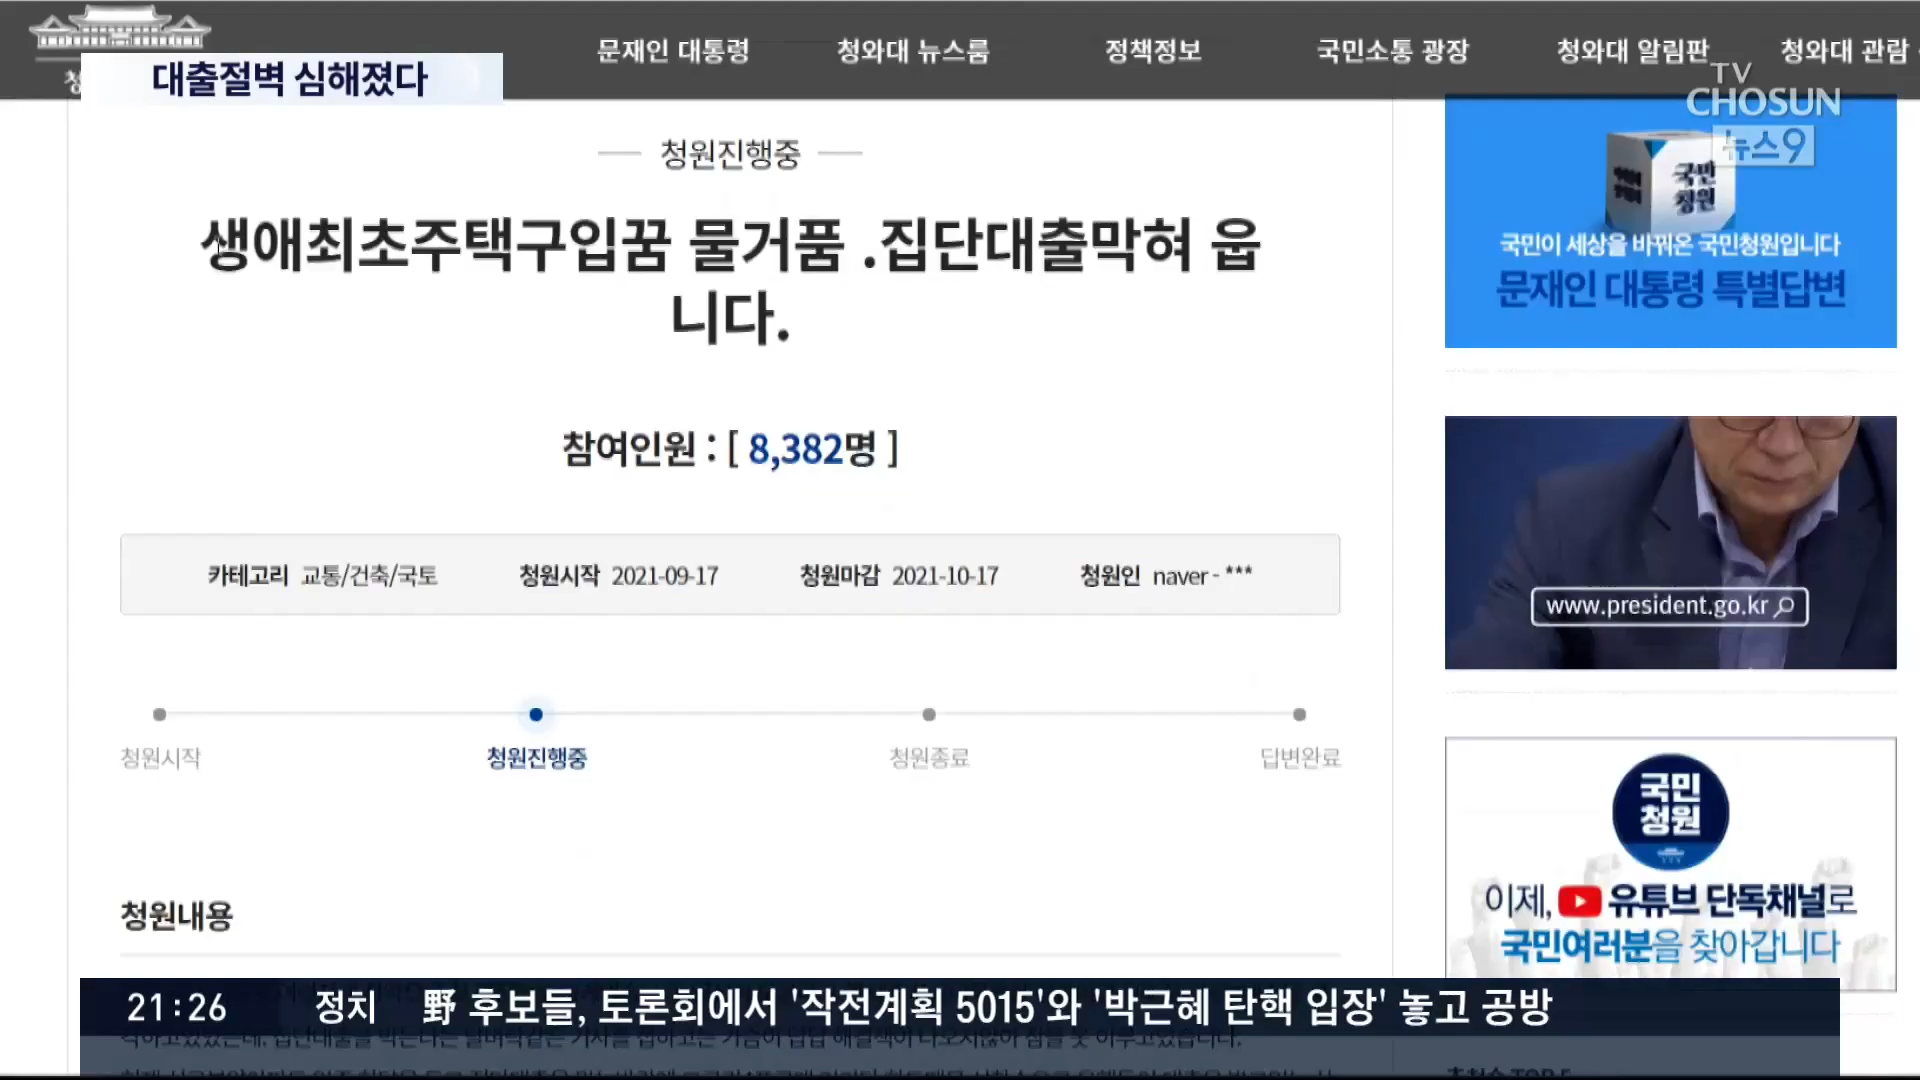 문재인 대통령
청와대 뉴스룸
정책정보
국민소통 광장
청와대 알림판
청와대 관람
대출절벽 심해졌다
TV
CHOSUN
뉴스9
청원진행중
생애최초주택구입꿈 물거품 .집단대출막혀 웁
니다.
참여인원 : [ 8,382명 ]
카테고리 교통/건축/국토
청원시작 2021-09-17
청원마감 2021-10-17
청원인 naver - ***
청원시작
청원진행중
청원종료
답변완료
청원내용
국민
청원
국민이 세상을 바꿔온 국민청원입니다
문재인 대통령 특별답변
www.president.go.kr
국민
청원
이제, 유튜브 단독채널로
국민여러분을 찾아갑니다
21:26 정치 野 후보들, 토론회에서 '작전계획 5015'와 '박근혜 탄핵 입장' 놓고 공방